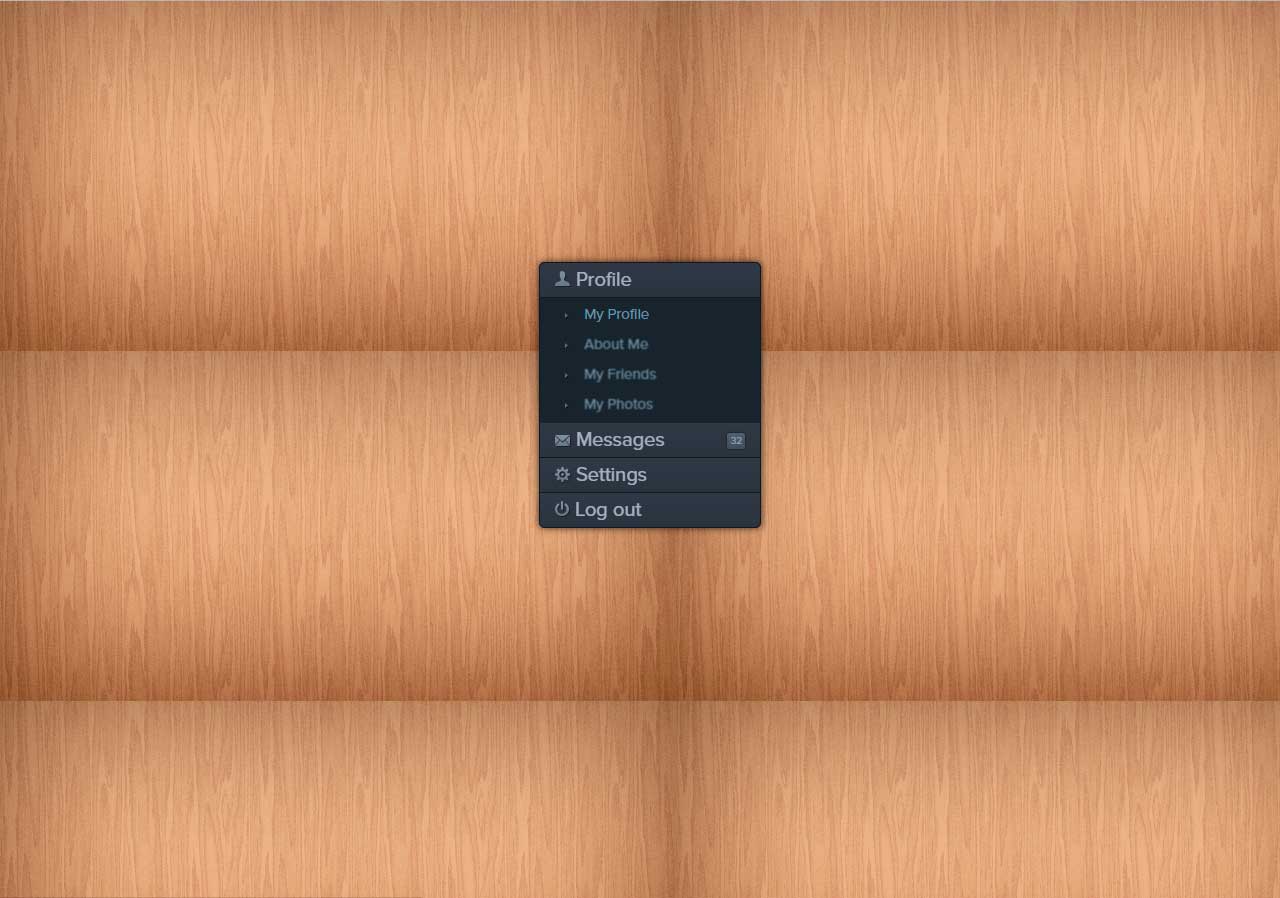 Profile
My Profile
About Me
My Friends
My Photos
Messages 32
Settings
Log out